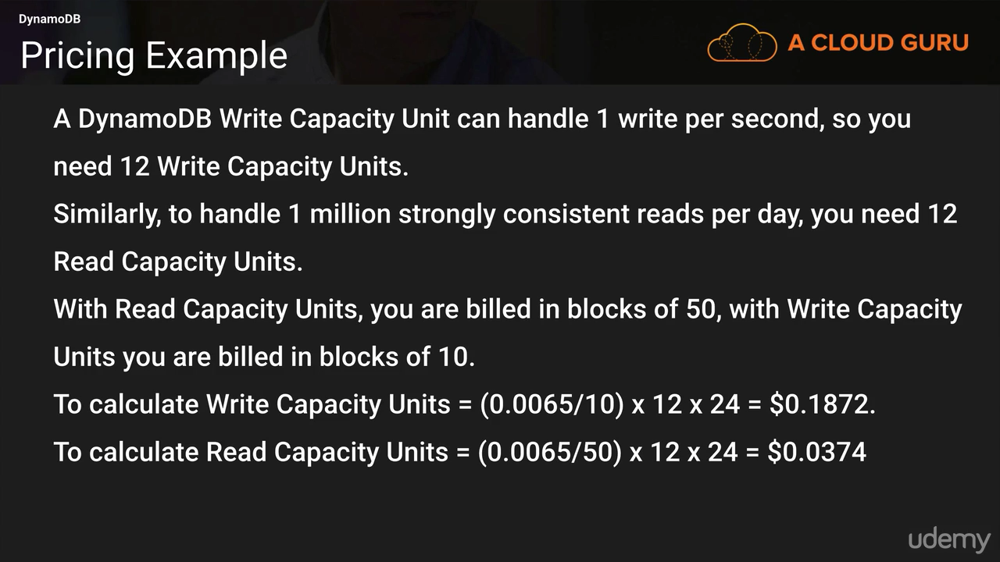 DynamoDB
Pricing Example
A CLOUD GURU
A DynamoDB Write Capacity Unit can handle 1 write per second, so you
need 12 Write Capacity Units.
Similarly, to handle 1 million strongly consistent reads per day, you need 12
Read Capacity Units.
With Read Capacity Units, you are billed in blocks of 50, with Write Capacity
Units you are billed in blocks of 10.
To calculate Write Capacity Units = (0.0065/10) x 12 x 24 = $0.1872.
To calculate Read Capacity Units = (0.0065/50) x 12 x 24 = $0.0374
udemy